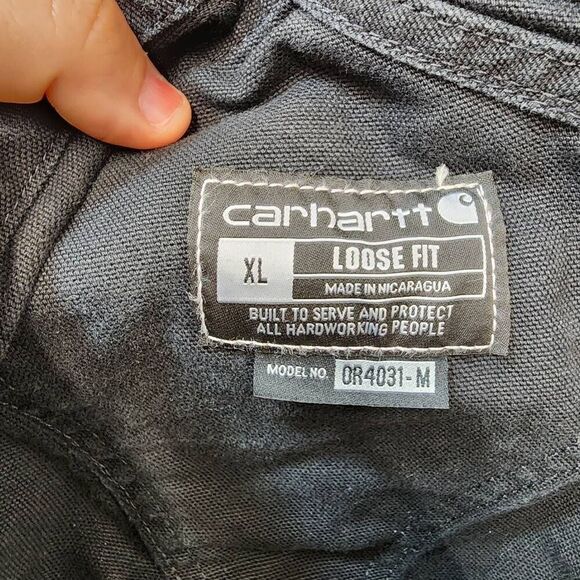 carhartt
XL
LOOSE FIT
MADE IN NICARAGUA
BUILT TO SERVE AND PROTECT
ALL HARDWORKING PEOPLE
MODEL NO. OR4031-M